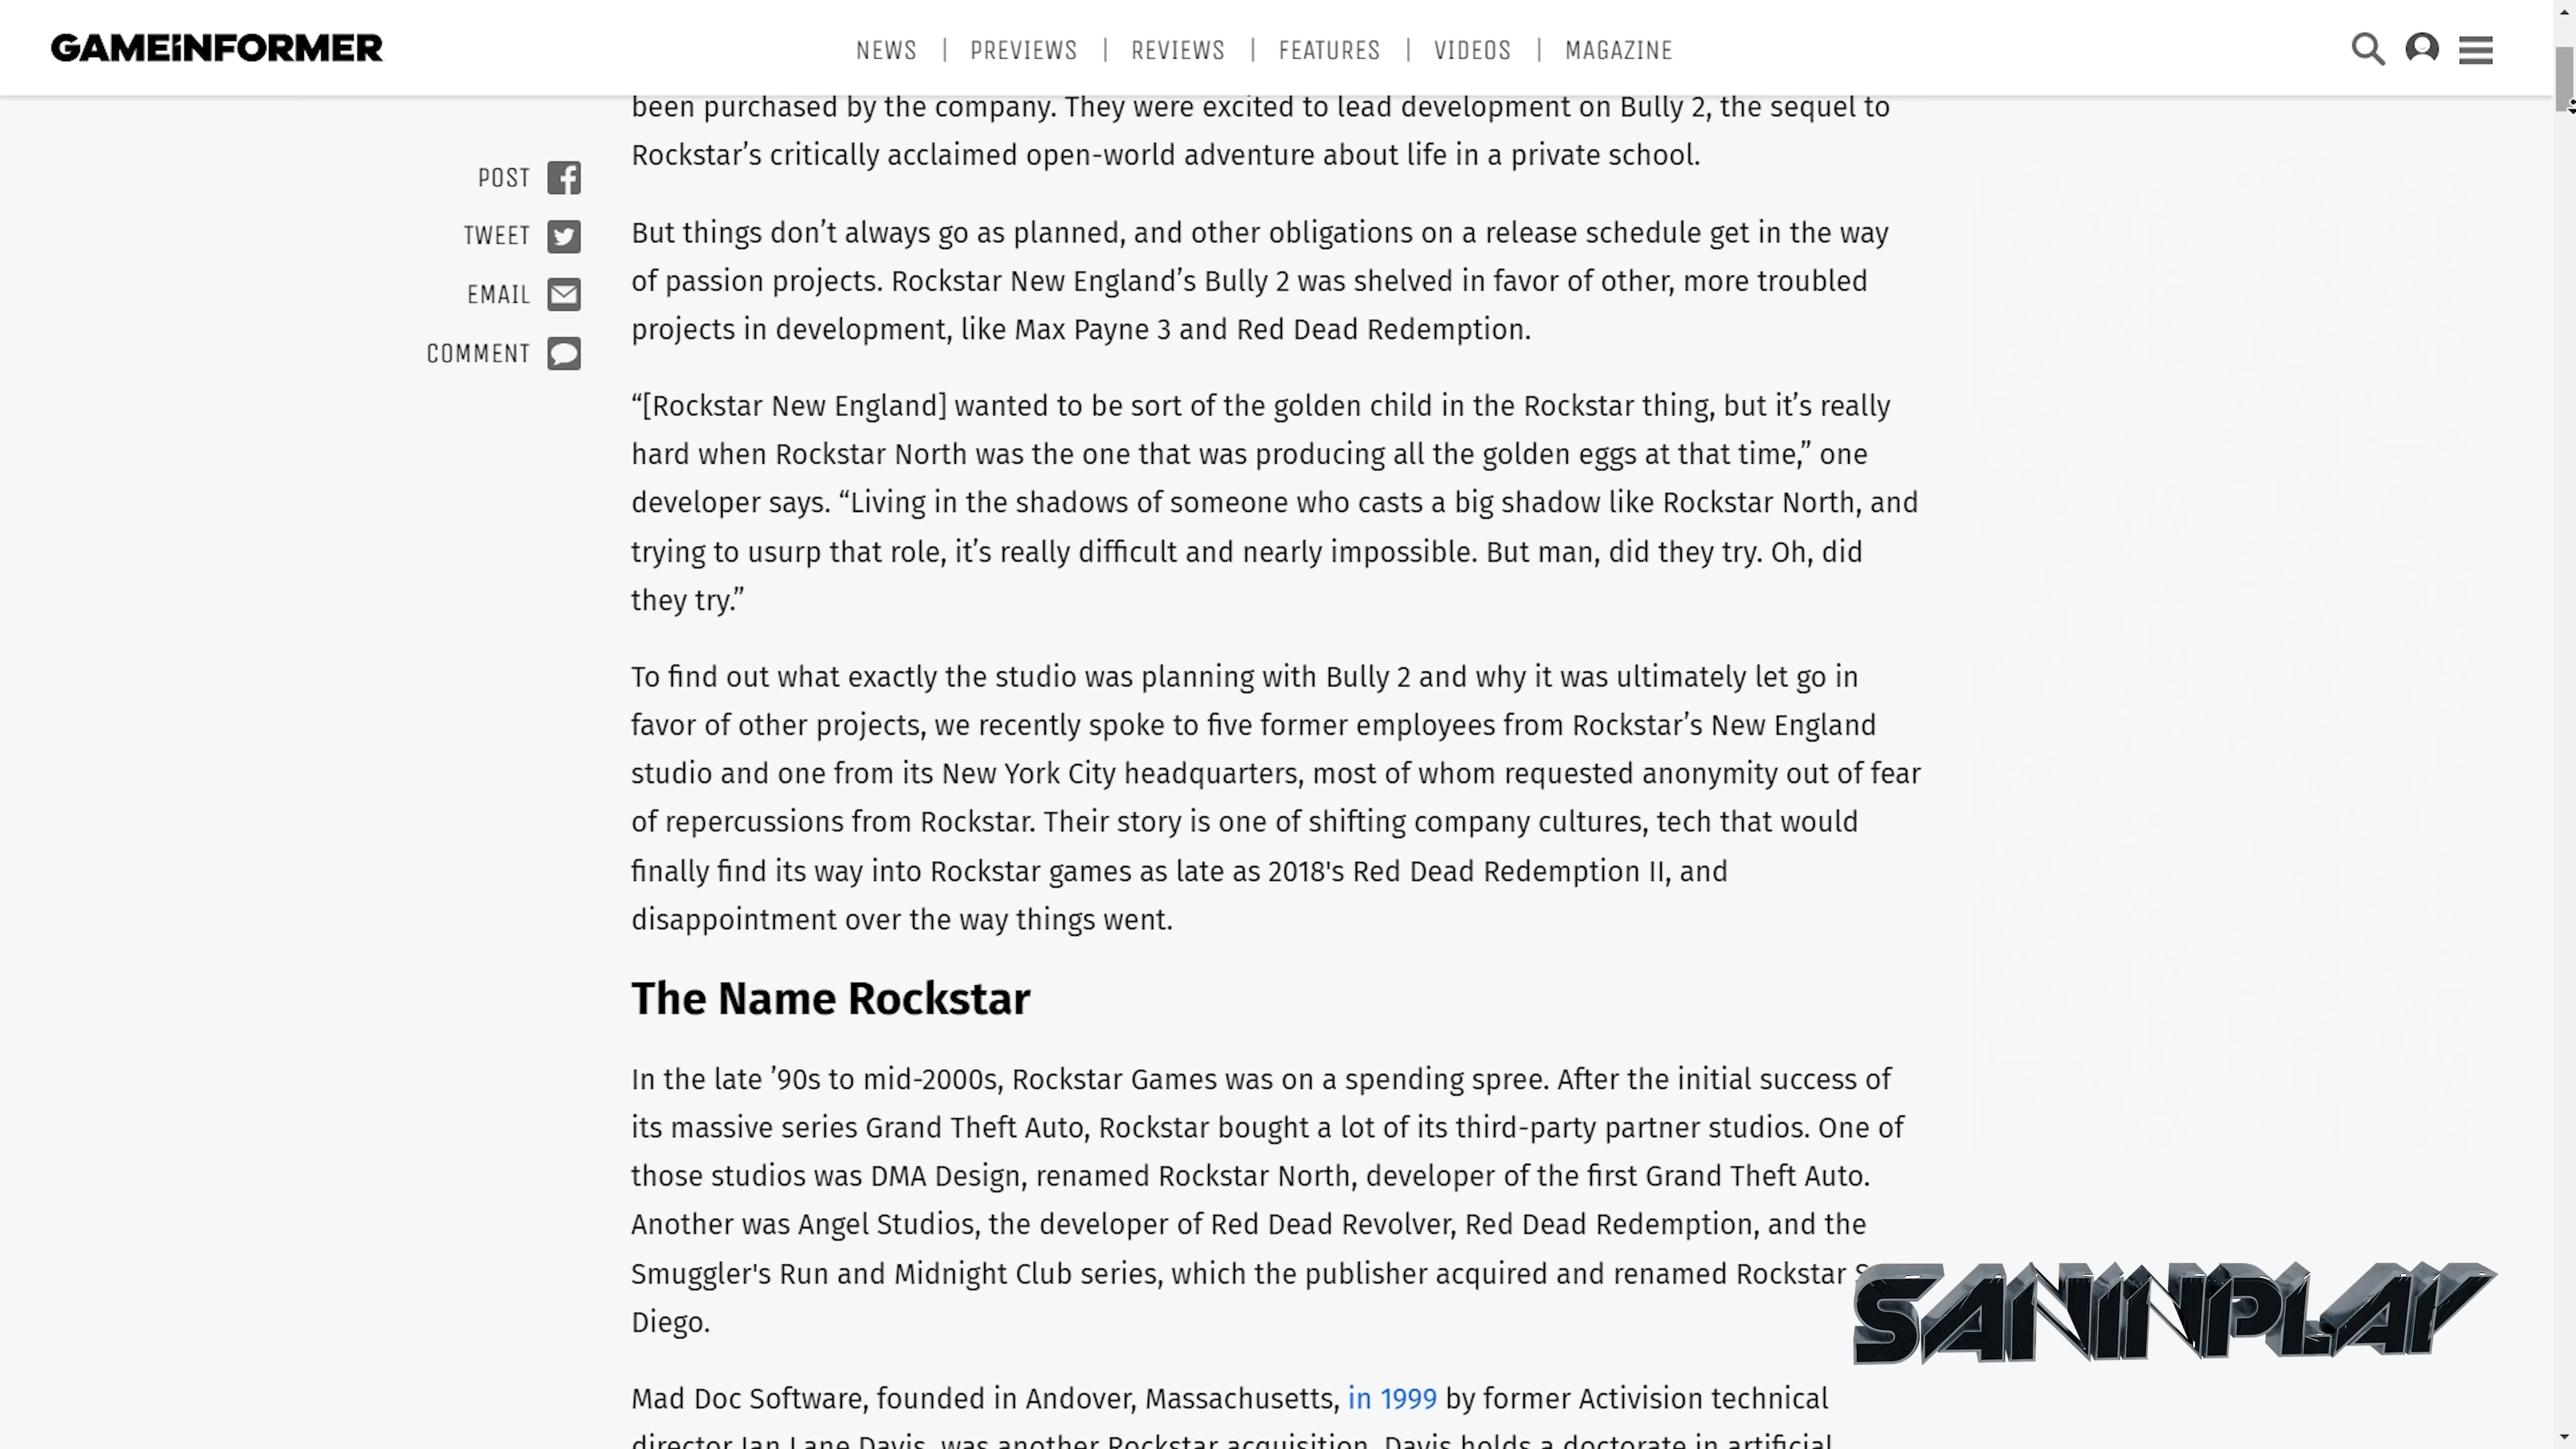 GAMEINFORMER
NEWS | PREVIEWS | REVIEWS | FEATURES | VIDEOS | MAGAZINE
POST
TWEET
EMAIL
COMMENT
been purchased by the company. They were excited to lead development on Bully 2, the sequel to
Rockstar’s critically acclaimed open-world adventure about life in a private school.
But things don’t always go as planned, and other obligations on a release schedule get in the way
of passion projects. Rockstar New England’s Bully 2 was shelved in favor of other, more troubled
projects in development, like Max Payne 3 and Red Dead Redemption.
“[Rockstar New England] wanted to be sort of the golden child in the Rockstar thing, but it’s really
hard when Rockstar North was the one that was producing all the golden eggs at that time,” one
developer says. “Living in the shadows of someone who casts a big shadow like Rockstar North, and
trying to usurp that role, it’s really difficult and nearly impossible. But man, did they try. Oh, did
they try.”
To find out what exactly the studio was planning with Bully 2 and why it was ultimately let go in
favor of other projects, we recently spoke to five former employees from Rockstar’s New England
studio and one from its New York City headquarters, most of whom requested anonymity out of fear
of repercussions from Rockstar. Their story is one of shifting company cultures, tech that would
finally find its way into Rockstar games as late as 2018's Red Dead Redemption II, and
disappointment over the way things went.
The Name Rockstar
In the late ’90s to mid-2000s, Rockstar Games was on a spending spree. After the initial success of
its massive series Grand Theft Auto, Rockstar bought a lot of its third-party partner studios. One of
those studios was DMA Design, renamed Rockstar North, developer of the first Grand Theft Auto.
Another was Angel Studios, the developer of Red Dead Revolver, Red Dead Redemption, and the
Smuggler's Run and Midnight Club series, which the publisher acquired and renamed Rockstar
Diego.
SANINPLAY
Mad Doc Software, founded in Andover, Massachusetts, in 1999 by former Activision technical
director Ian Lane Davis, was another Rockstar acquisition. Davis holds a doctorate in artificial